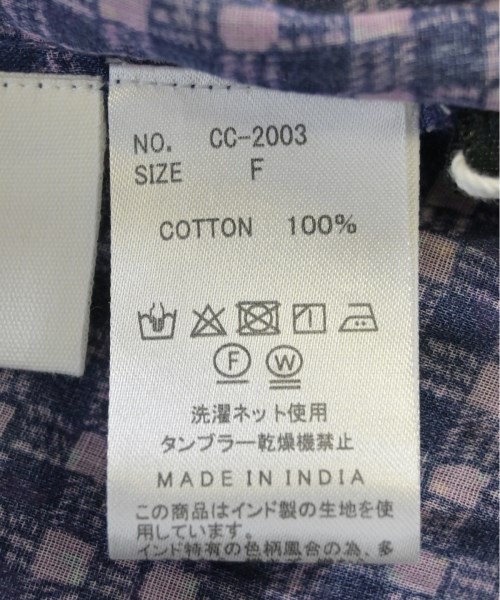 NO. CC-2003
SIZE F
COTTON 100%
F W
洗濯ネット使用
タンブラー乾燥機禁止
MADE IN INDIA
この商品はインド製の生地を使
用しています。
インド特有の色柄風合の為、多